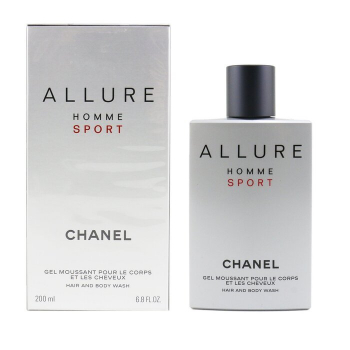 ALLURE
HOMME
SPORT
CHANEL
GEL MOUSSANT POUR LE CORPS
ET LES CHEVEUX
HAIR AND BODY WASH
200 ml 6.8 FL.OZ.
ALLURE
HOMME
SPORT
CHANEL
GEL MOUSSANT POUR LE CORPS
ET LES CHEVEUX
HAIR AND BODY WASH